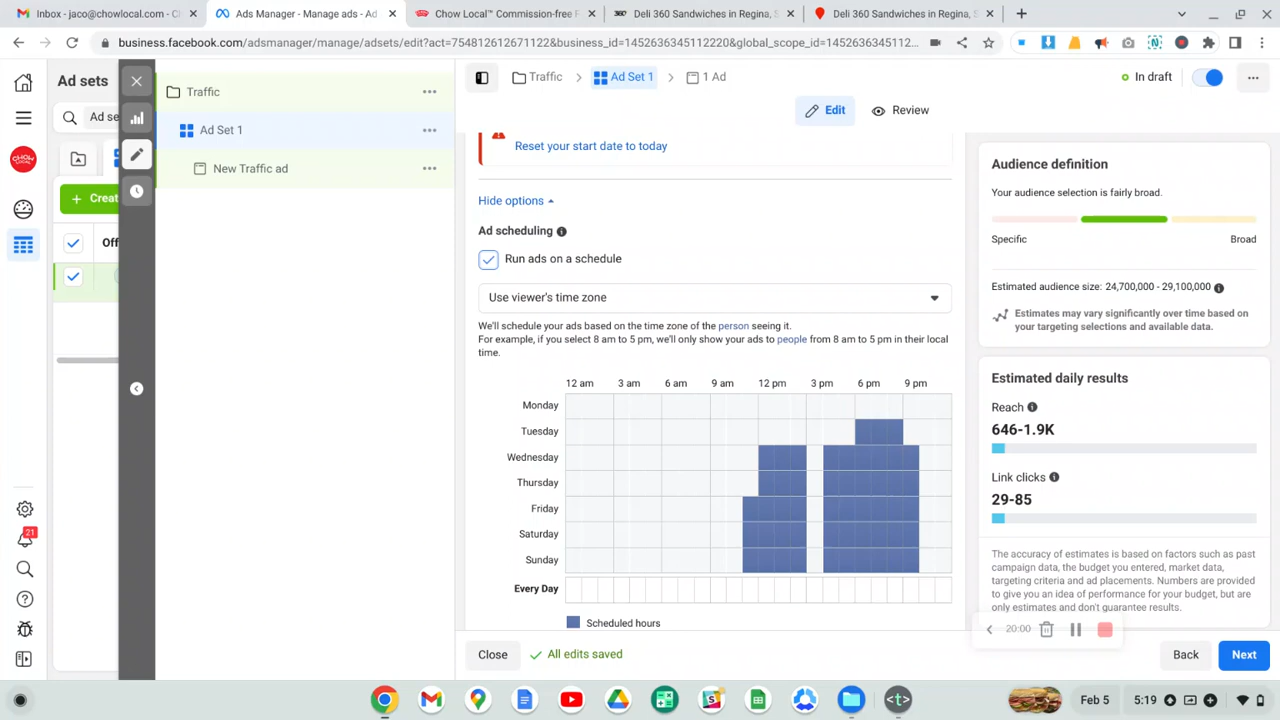 Inbox - jaco@chowlocal.com - C
Ads Manager - Manage ads - Ad
Chow Local™ Commission-free F
Deli 360 Sandwiches in Regina, S
Deli 360 Sandwiches in Regina, S
business.facebook.com/adsmanager/manage/adsets/edit?act=754812612671122&business_id=1452636345112220&global_scope_id=1452636345112...
Ad sets
Ad se
Creat
Off
CHOW LOCAL
21
Traffic
Ad Set 1
New Traffic ad
Traffic
Ad Set 1
1 Ad
In draft
Edit
Review
Reset your start date to today
Hide options
Ad scheduling
Run ads on a schedule
Use viewer's time zone
We'll schedule your ads based on the time zone of the person seeing it.
For example, if you select 8 am to 5 pm, we'll only show your ads to people from 8 am to 5 pm in their local
time.
12 am 3 am 6 am 9 am 12 pm 3 pm 6 pm 9 pm
Monday
Tuesday
Wednesday
Thursday
Friday
Saturday
Sunday
Every Day
Scheduled hours
Close
All edits saved
Back
Next
Audience definition
Your audience selection is fairly broad.
Specific
Broad
Estimated audience size: 24,700,000 - 29,100,000
Estimates may vary significantly over time based on
your targeting selections and available data.
Estimated daily results
Reach
646-1.9K
Link clicks
29-85
The accuracy of estimates is based on factors such as past
campaign data, the budget you entered, market data,
targeting criteria and ad placements. Numbers are provided
to give you an idea of performance for your budget, but are
only estimates and don't guarantee results.
20:00
<t>
Feb 5
5:19